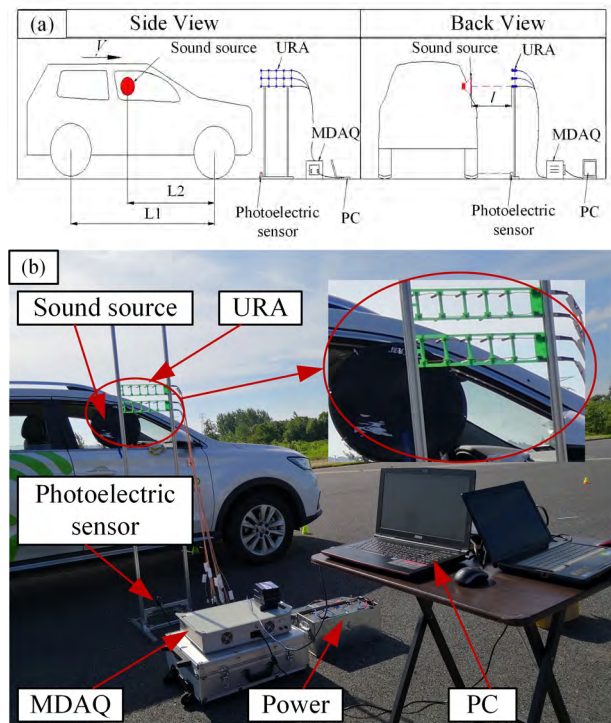 (a)
Side View
Back View
V
Sound source
URA
MDAQ
L2
L1
Photoelectric
sensor
PC
Sound source
URA
l
MDAQ
Photoelectric
sensor
PC
(b)
Sound source
URA
Photoelectric
sensor
MDAQ
Power
PC